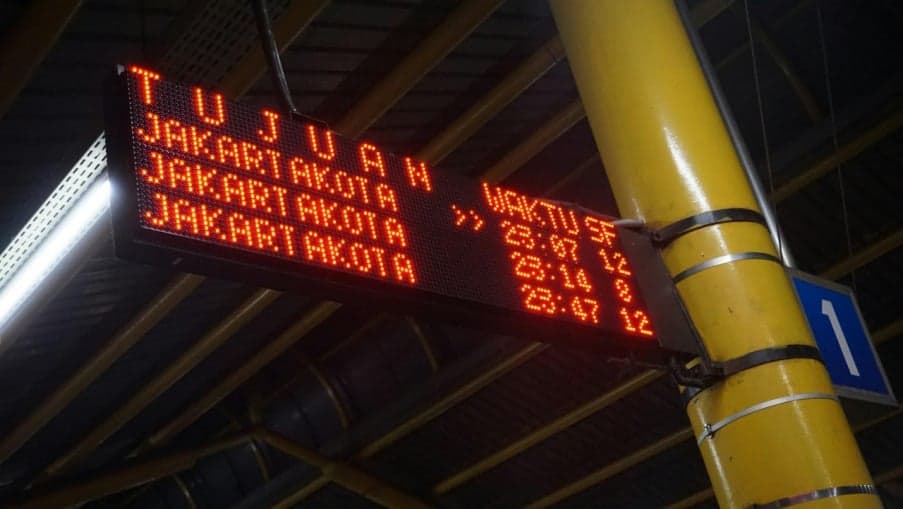 TUJUAN >> WAKTU SF
JAKARTAKOTA 23:07 12
JAKARTAKOTA 23:14 8
JAKARTAKOTA 23:47 12
1